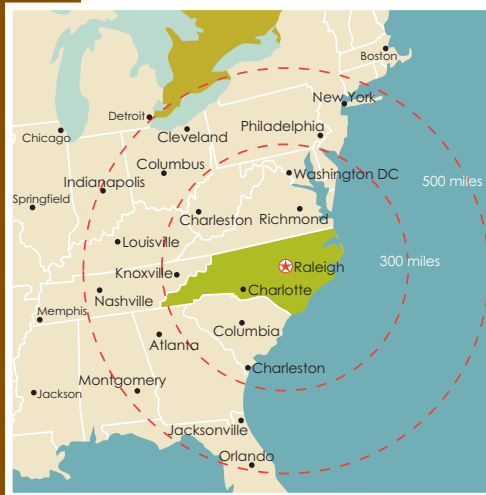 Boston
New York
Detroit
Chicago
Cleveland
Philadelphia
Columbus
Washington DC
Indianapolis
500 miles
Springfield
Charleston
Richmond
Louisville
300 miles
Knoxville
Raleigh
Nashville
Charlotte
Memphis
Columbia
Atlanta
Charleston
Montgomery
Jackson
Jacksonville
Orlando